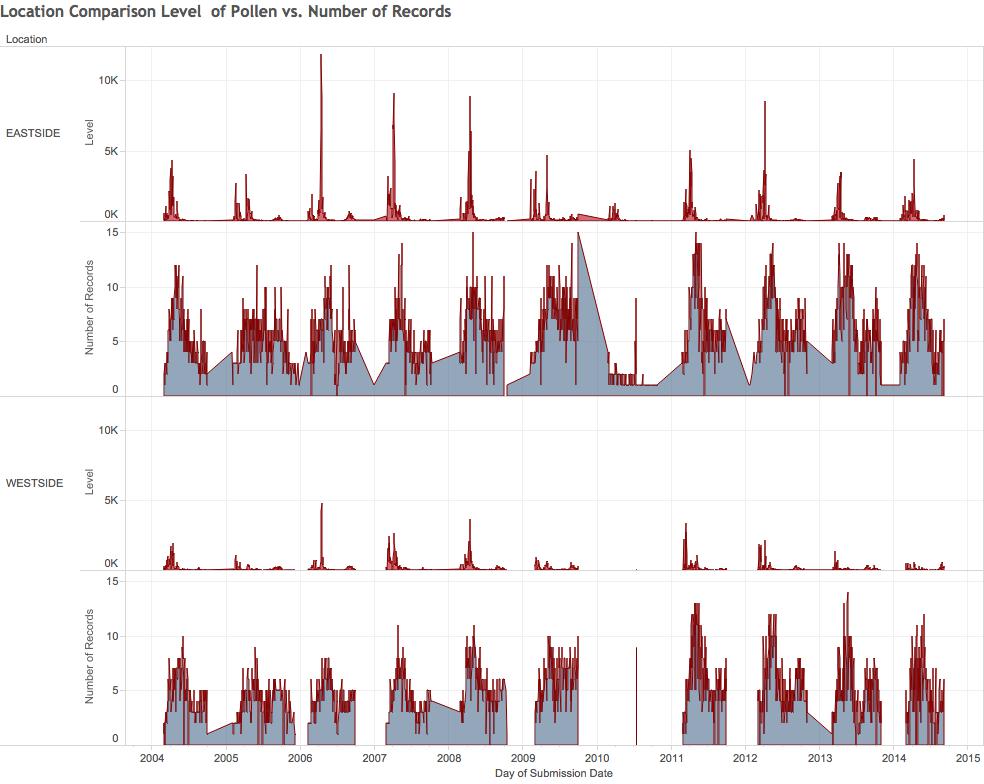 Location Comparison Level  of Pollen vs. Number of Records
Location
EASTSIDE
Level
10K
5K
0K
Number of Records
15
10
5
0
WESTSIDE
Level
10K
5K
0K
Number of Records
15
10
5
0
2004 2005 2006 2007 2008 2009 2010 2011 2012 2013 2014 2015
Day of Submission Date